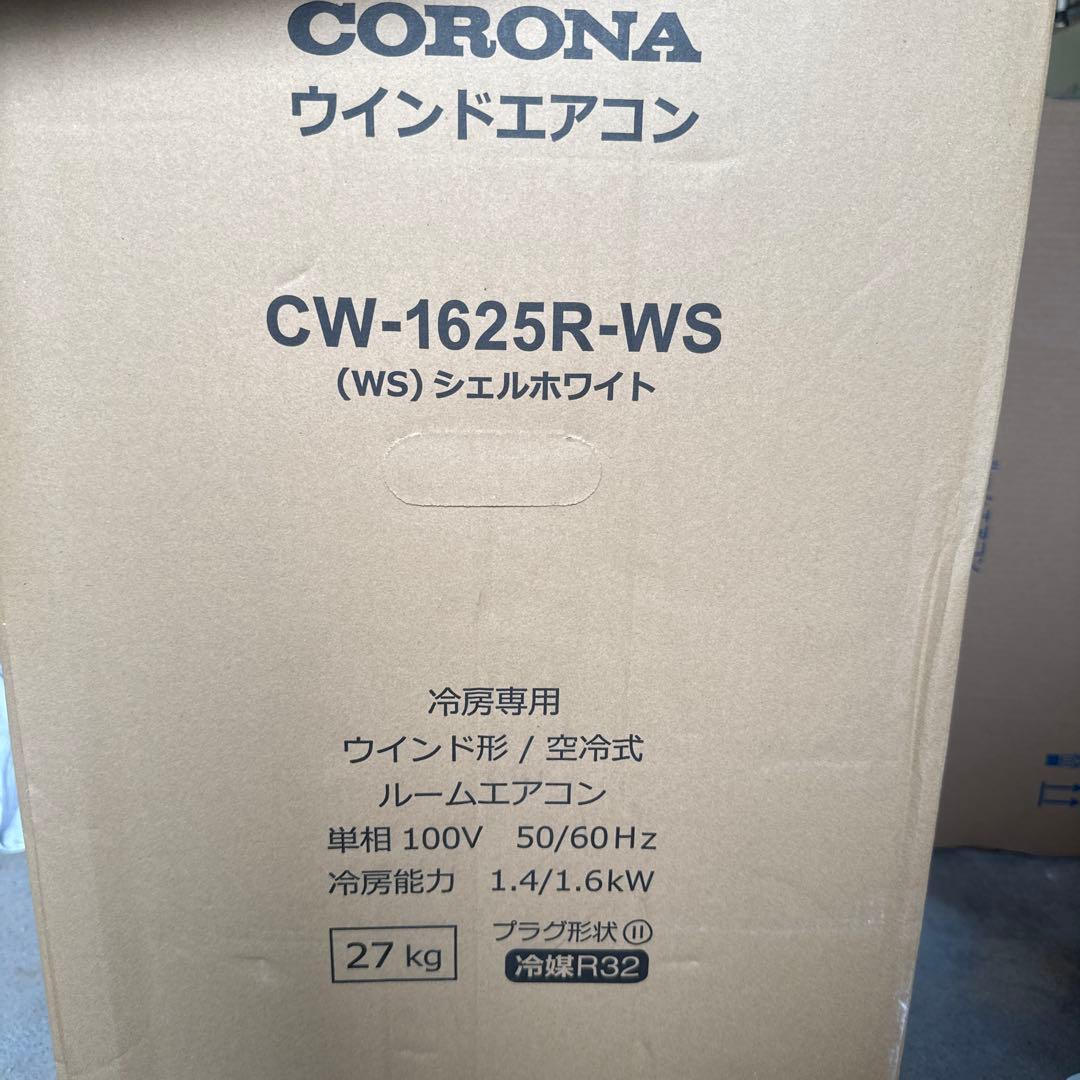 CORONA
ウインドエアコン
CW-1625R-WS
(WS) シェルホワイト
冷房専用
ウインド形 / 空冷式
ルームエアコン
単相 100V 50/60Hz
冷房能力 1.4/1.6kW
27 kg
プラグ形状
冷媒R32